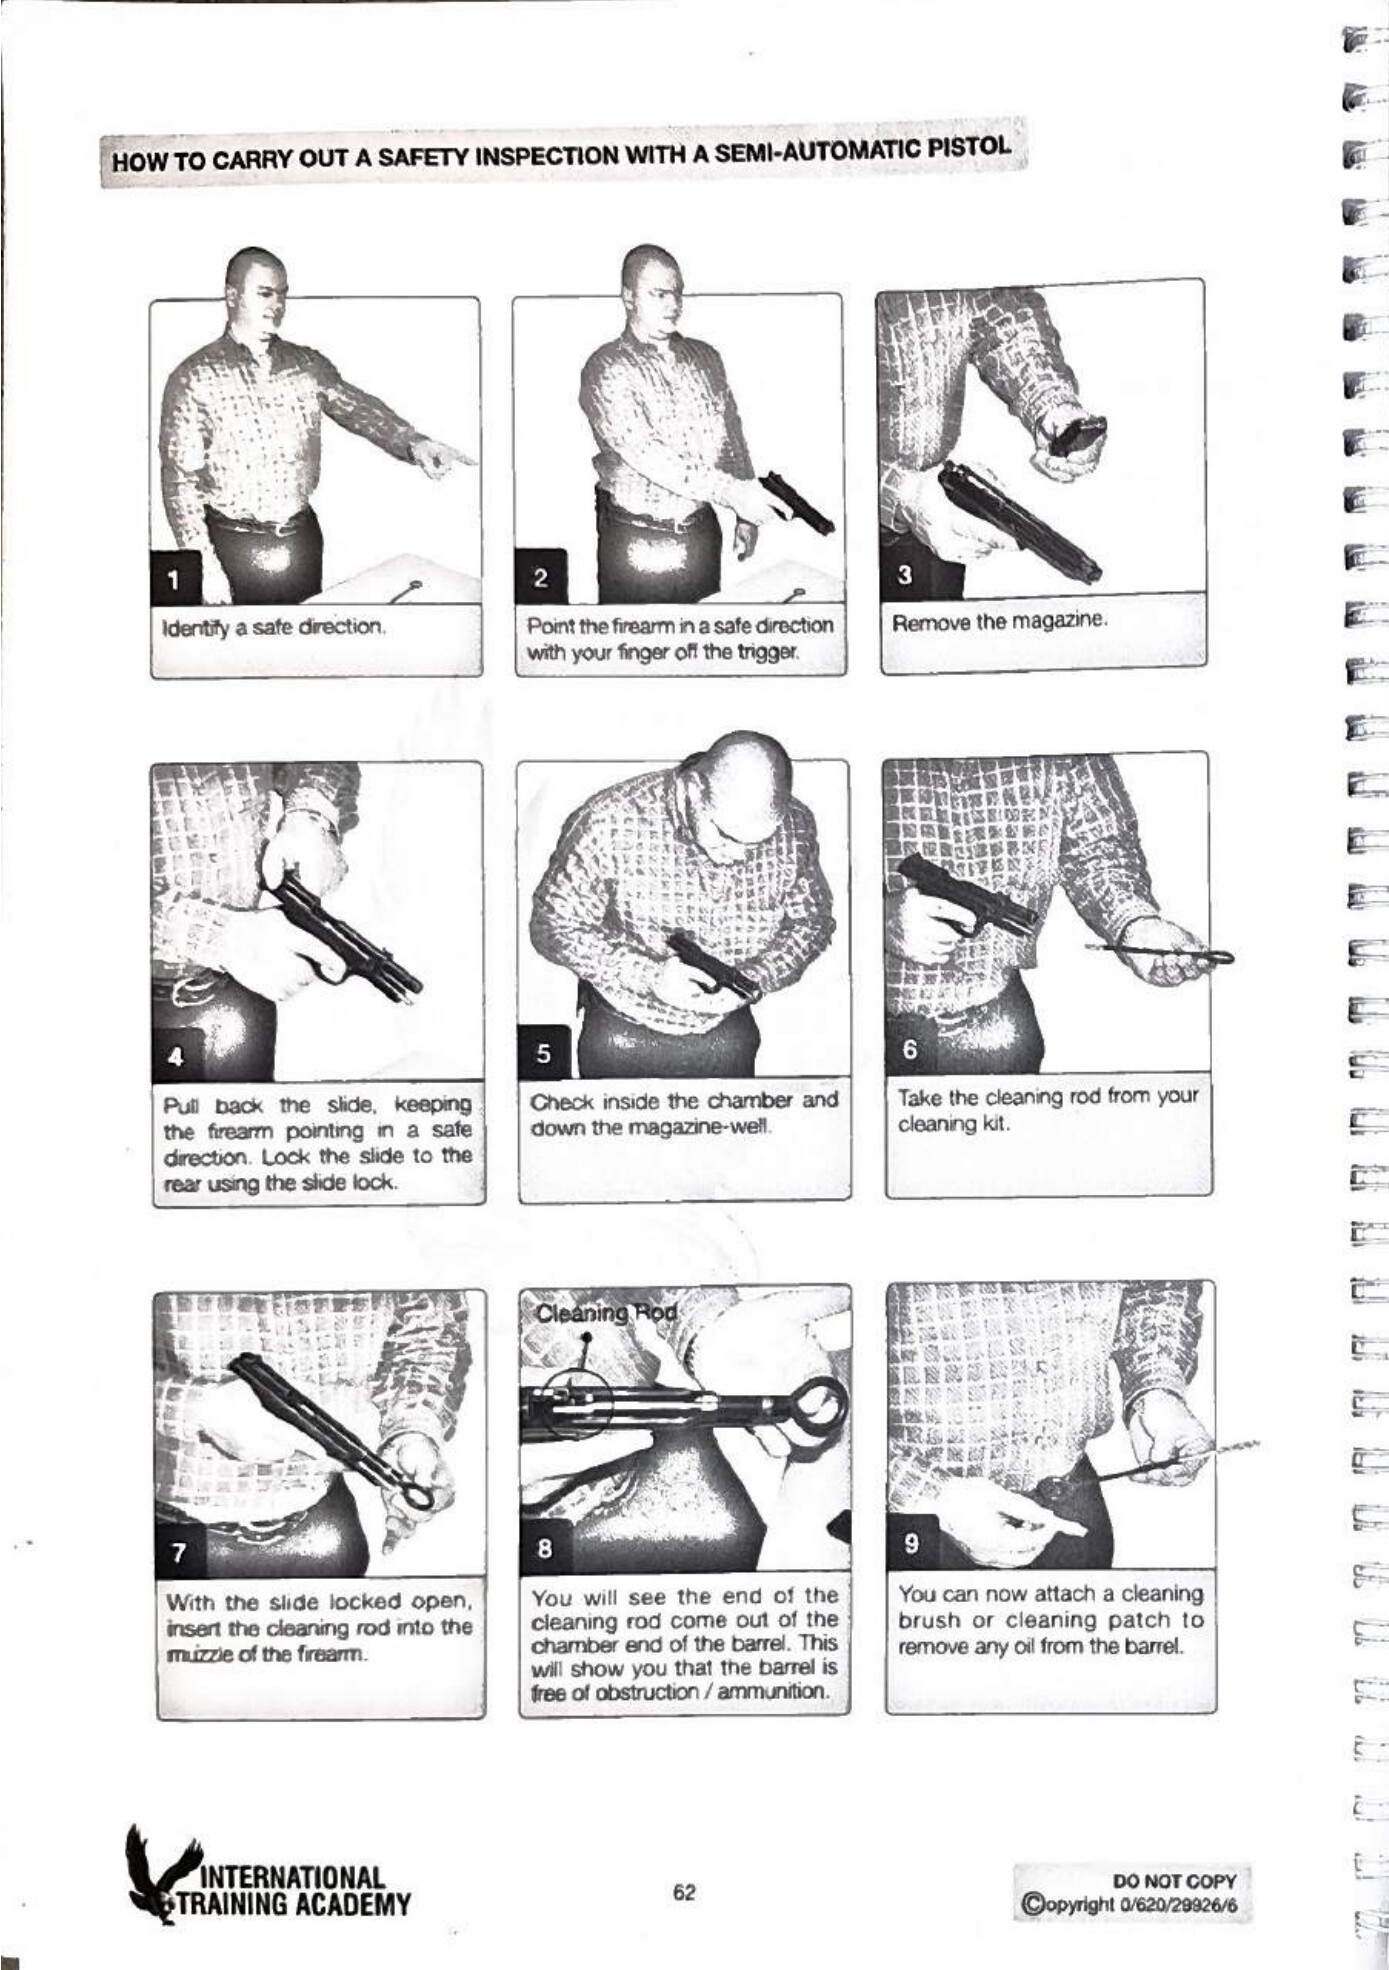 HOW TO CARRY OUT A SAFETY INSPECTION WITH A SEMI-AUTOMATIC PISTOL
1
Identify a safe direction.
2
Point the firearm in a safe direction
with your finger off the trigger.
3
Remove the magazine.
4
Pull back the slide, keeping
the firearm pointing in a safe
direction. Lock the slide to the
rear using the slide lock.
5
Check inside the chamber and
down the magazine-well.
6
Take the cleaning rod from your
cleaning kit.
7
With the slide locked open,
insert the cleaning rod into the
muzzle of the firearm.
Cleaning Rod
8
You will see the end of the
cleaning rod come out of the
chamber end of the barrel. This
will show you that the barrel is
free of obstruction / ammunition.
9
You can now attach a cleaning
brush or cleaning patch to
remove any oil from the barrel.
INTERNATIONAL
TRAINING ACADEMY
62
DO NOT COPY
©opyright 0/620/29926/6